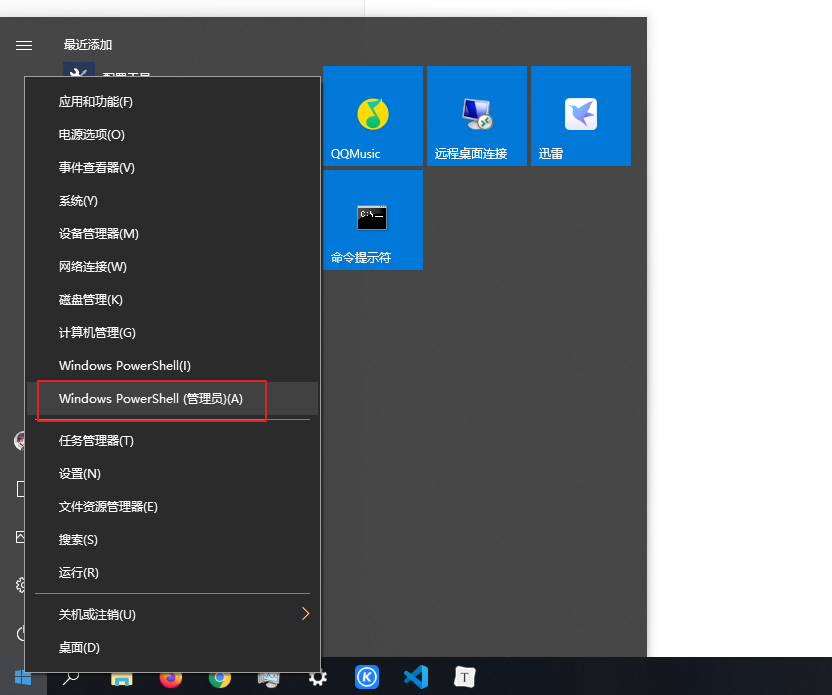 最近添加
配置工具
应用和功能(F)
电源选项(O)
事件查看器(V)
系统(Y)
设备管理器(M)
网络连接(W)
磁盘管理(K)
计算机管理(G)
Windows PowerShell(I)
Windows PowerShell (管理员)(A)
任务管理器(T)
设置(N)
文件资源管理器(E)
搜索(S)
运行(R)
关机或注销(U)
桌面(D)
QQMusic
远程桌面连接
迅雷
C:\_
命令提示符
K
T